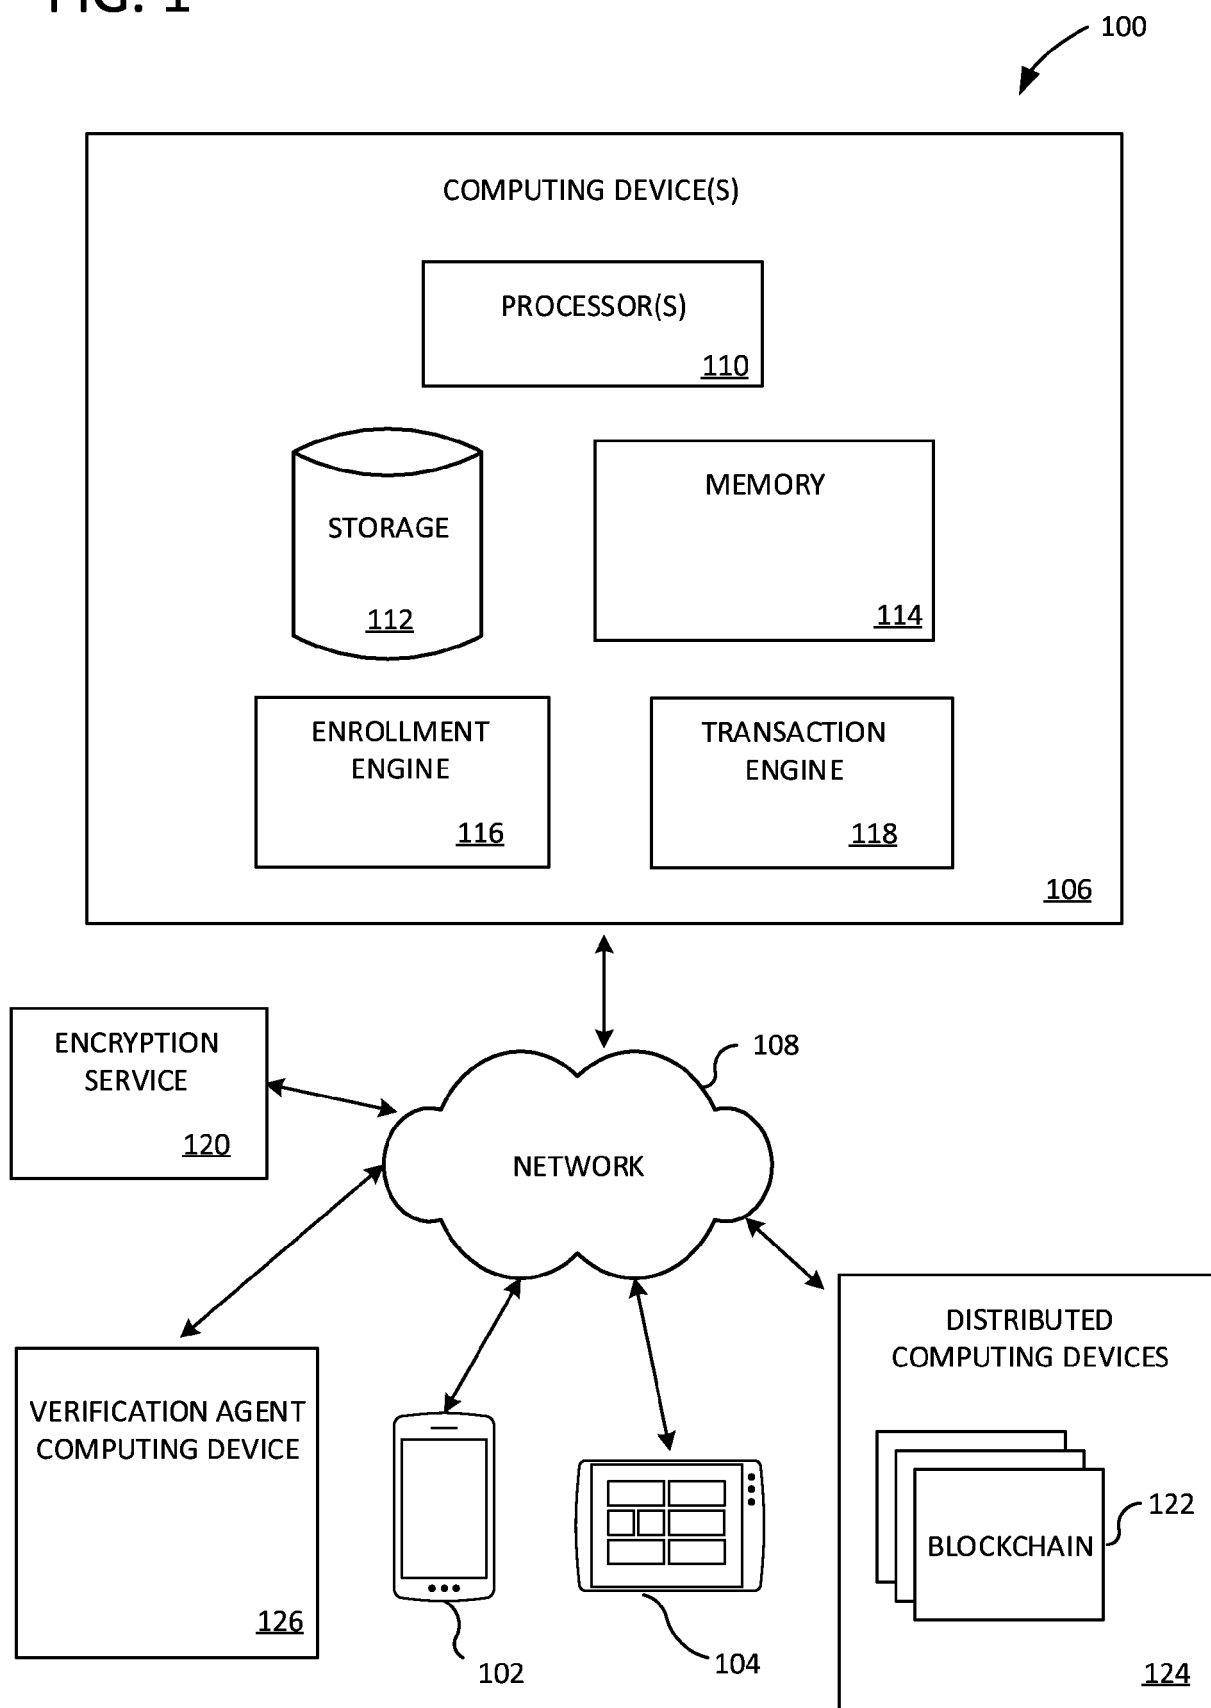 FIG. 1
100
COMPUTING DEVICE(S)
PROCESSOR(S)
110
STORAGE
112
MEMORY
114
ENROLLMENT
ENGINE
116
TRANSACTION
ENGINE
118
106
ENCRYPTION
SERVICE
120
108
NETWORK
VERIFICATION AGENT
COMPUTING DEVICE
126
102
104
DISTRIBUTED
COMPUTING DEVICES
BLOCKCHAIN
122
124